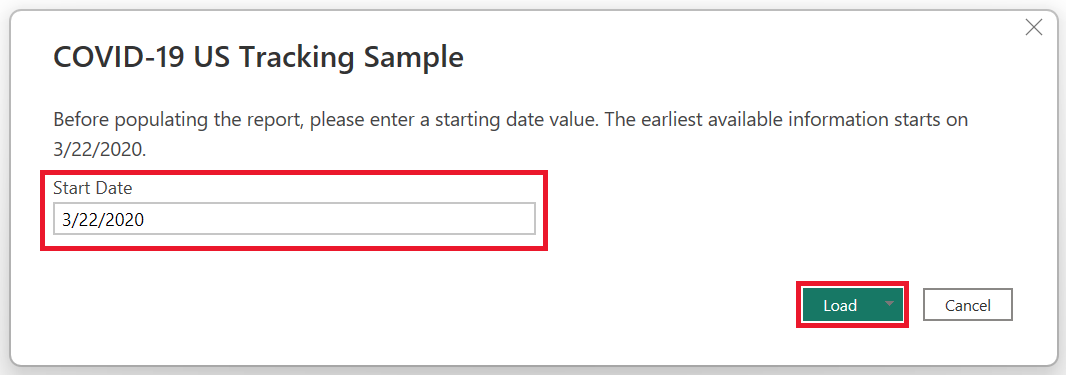 COVID-19 US Tracking Sample
Before populating the report, please enter a starting date value. The earliest available information starts on
3/22/2020.
Start Date
3/22/2020
Load
Cancel